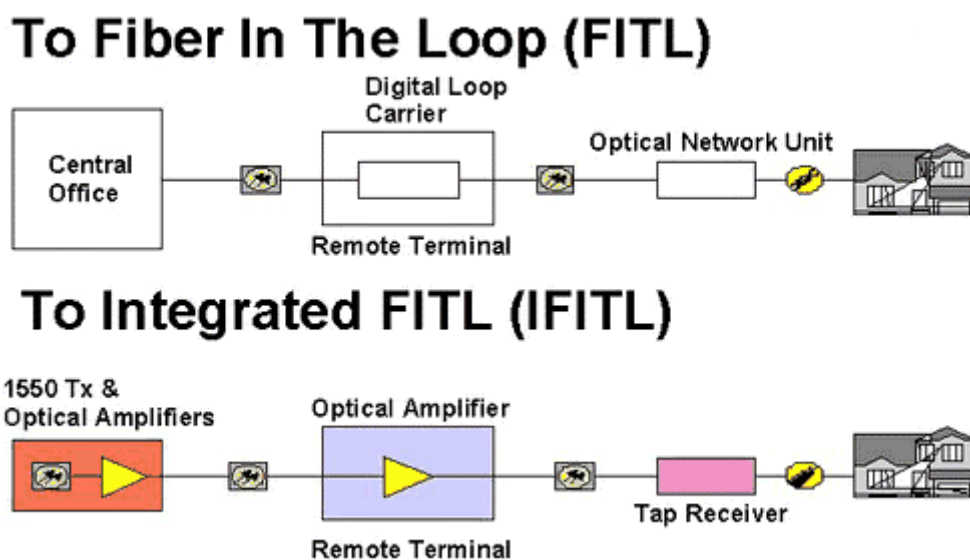 To Fiber In The Loop (FITL)
Digital Loop
Carrier
Central
Office
Optical Network Unit
Remote Terminal
To Integrated FITL (IFITL)
1550 Tx &
Optical Amplifiers
Optical Amplifier
Tap Receiver
Remote Terminal